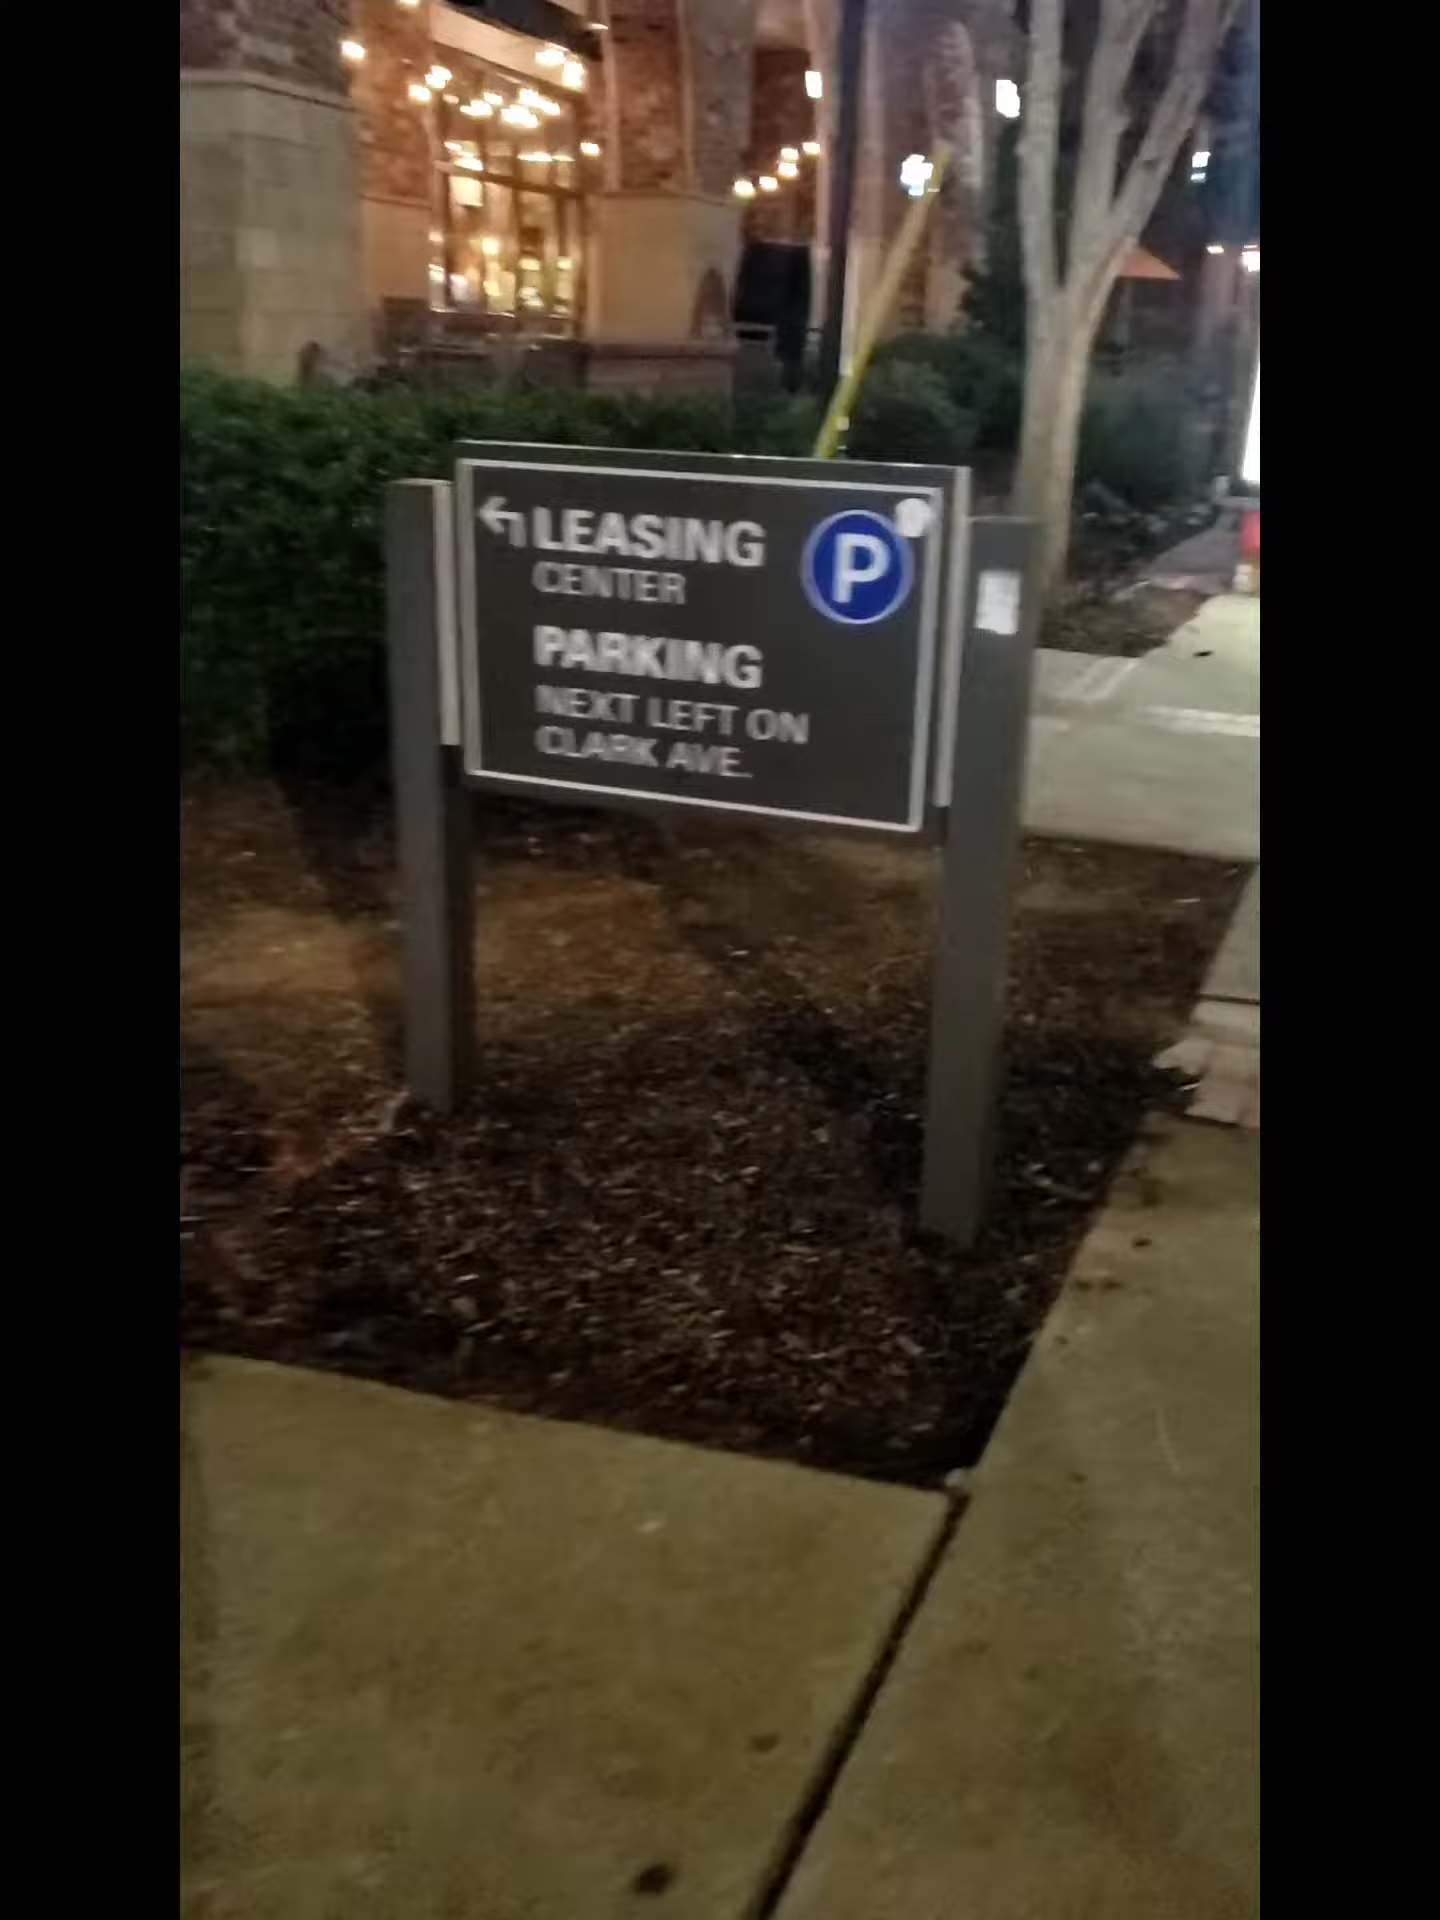 LEASING
CENTER
P
PARKING
NEXT LEFT ON
CLARK AVE.